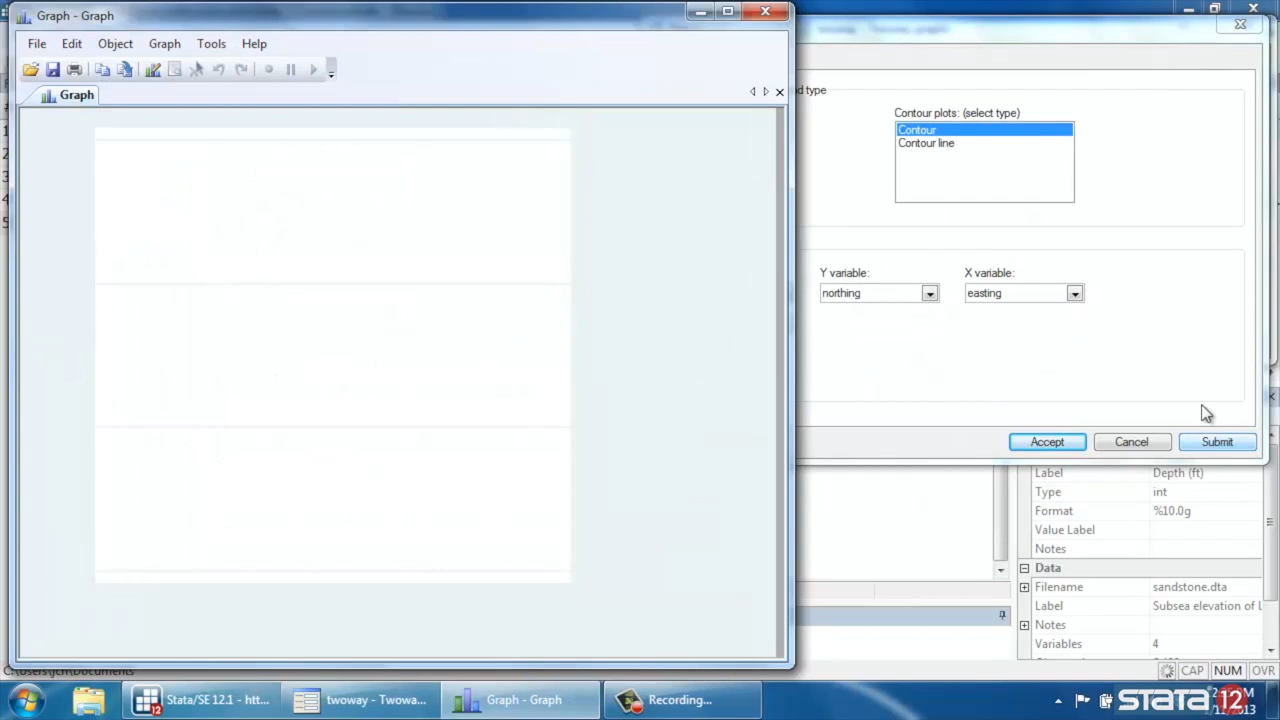 Graph - Graph
File Edit Object Graph Tools Help
Graph
d type
Contour plots: (select type)
Contour
Contour line
Y variable: X variable:
northing easting
Accept Cancel Submit
Label Depth (ft)
Type int
Format %10.0g
Value Label
Notes
Data
Filename sandstone.dta
Label Subsea elevation of L
Notes
Variables 4
C:\Users\jch\Documents
CAP NUM OVR
Stata/SE 12.1 - htt... twoway - Twowa... Graph - Graph Recording...
STATA 12